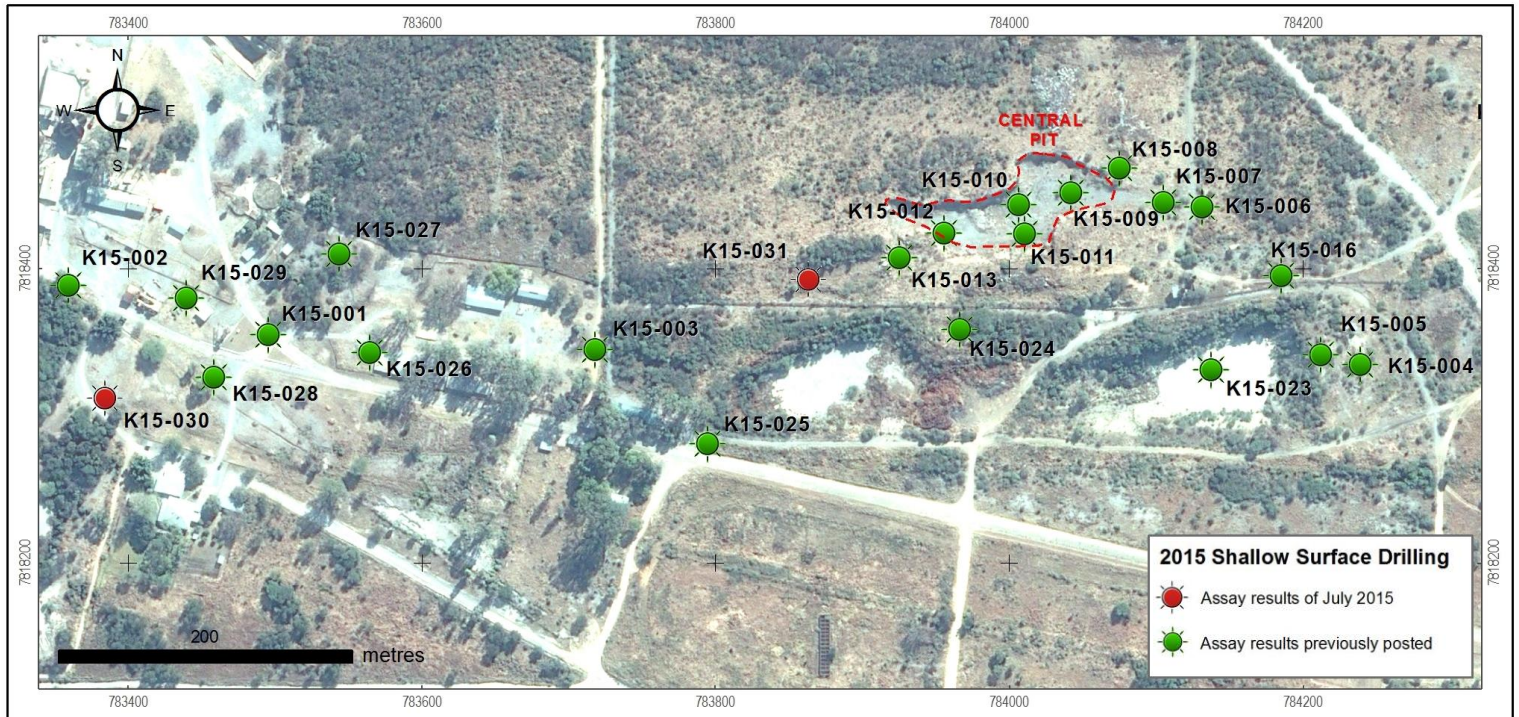 783400
783600
783800
784000
784200
N
W
E
S
CENTRAL
PIT
K15-008
K15-007
K15-010
K15-006
K15-012
K15-009
K15-027
K15-031
K15-011
K15-016
K15-002
K15-029
K15-013
7818400
7818400
K15-001
K15-003
K15-005
K15-024
K15-004
K15-026
K15-023
K15-028
K15-030
K15-025
7818200
7818200
2015 Shallow Surface Drilling
Assay results of July 2015
Assay results previously posted
200
metres
783400
783600
783800
784000
784200